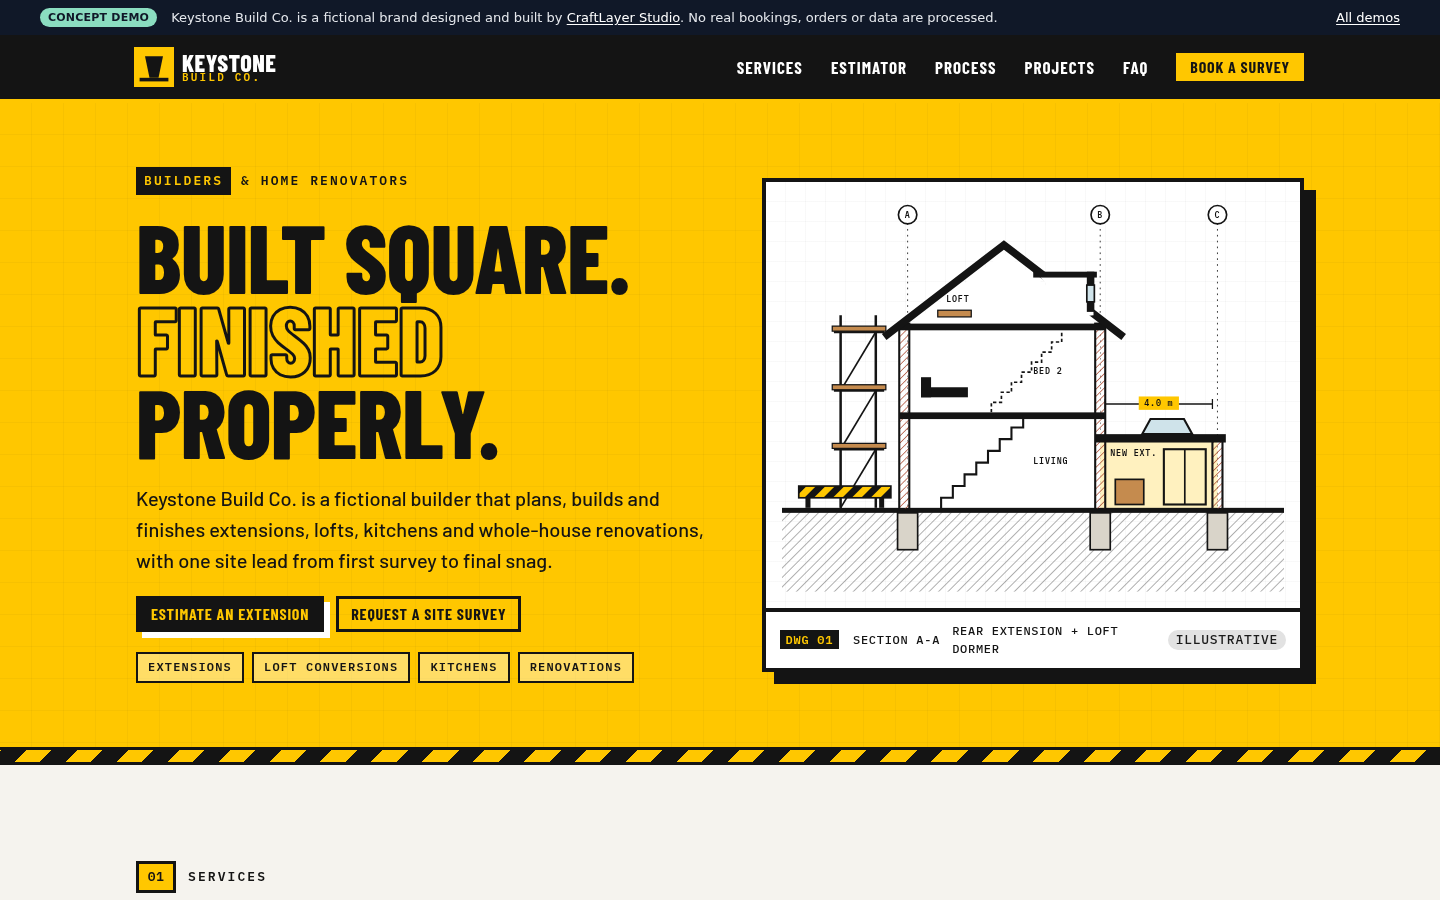 CONCEPT DEMO Keystone Build Co. is a fictional brand designed and built by CraftLayer Studio. No real bookings, orders or data are processed. All demos
KEYSTONE
BUILD CO.
SERVICES ESTIMATOR PROCESS PROJECTS FAQ BOOK A SURVEY
BUILDERS & HOME RENOVATORS
BUILT SQUARE.
FINISHED
PROPERLY.
Keystone Build Co. is a fictional builder that plans, builds and
finishes extensions, lofts, kitchens and whole-house renovations,
with one site lead from first survey to final snag.
ESTIMATE AN EXTENSION REQUEST A SITE SURVEY
EXTENSIONS LOFT CONVERSIONS KITCHENS RENOVATIONS
A B C
LOFT
BED 2
4.0 m
NEW EXT.
LIVING
DWG 01 SECTION A-A REAR EXTENSION + LOFT
DORMER
ILLUSTRATIVE
01 SERVICES